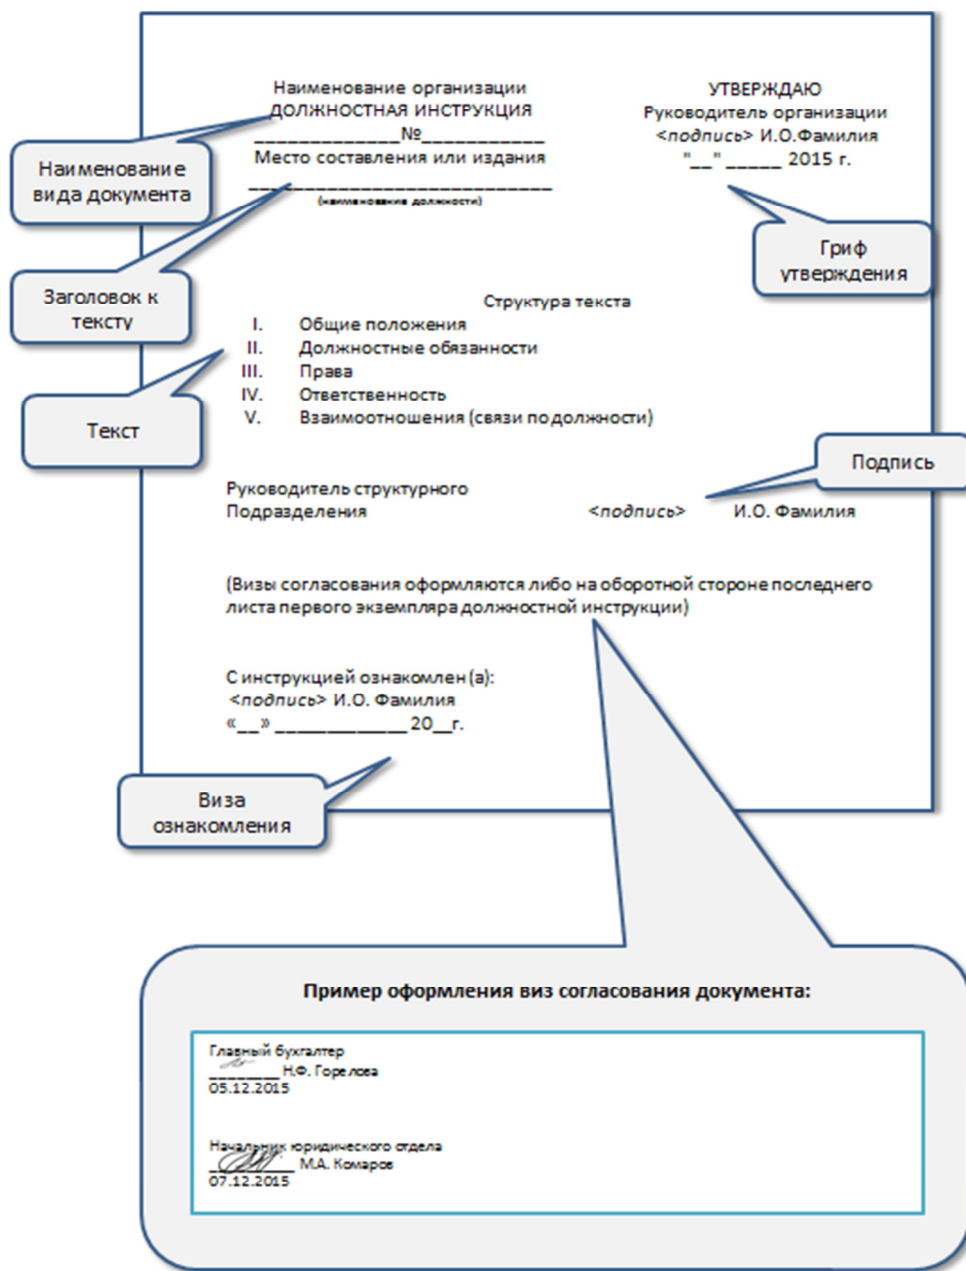 Наименование организации
ДОЛЖНОСТНАЯ ИНСТРУКЦИЯ
_____________№___________
Место составления или издания
____________________________
(наименование должности)
УТВЕРЖДАЮ
Руководитель организации
<подпись> И.О.Фамилия
"__" _____ 2015 г.
Наименование
вида документа
Заголовок к
тексту
Гриф
утверждения
Структура текста
I. Общие положения
II. Должностные обязанности
III. Права
IV. Ответственность
V. Взаимоотношения (связи по должности)
Текст
Подпись
Руководитель структурного
Подразделения <подпись> И.О. Фамилия
(Визы согласования оформляются либо на оборотной стороне последнего
листа первого экземпляра должностной инструкции)
С инструкцией ознакомлен (а):
<подпись> И.О. Фамилия
«__» _____________ 20__г.
Виза
ознакомления
Пример оформления виз согласования документа:
Главный бухгалтер
________ Н.Ф. Горелова
05.12.2015
Начальник юридического отдела
__________ М.А. Комаров
07.12.2015